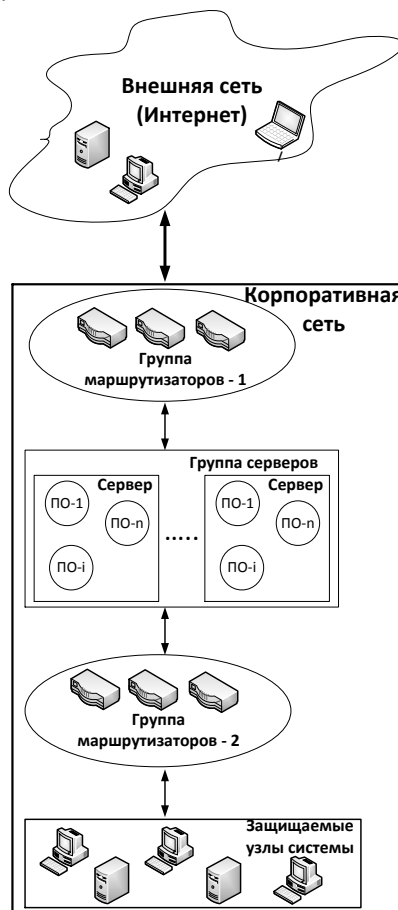 Внешняя сеть
(Интернет)
Корпоративная
сеть
Группа
маршрутизаторов - 1
Группа серверов
Сервер
ПО-1
ПО-n
ПО-i
.....
Сервер
ПО-1
ПО-n
ПО-i
Группа
маршрутизаторов - 2
Защищаемые
узлы системы